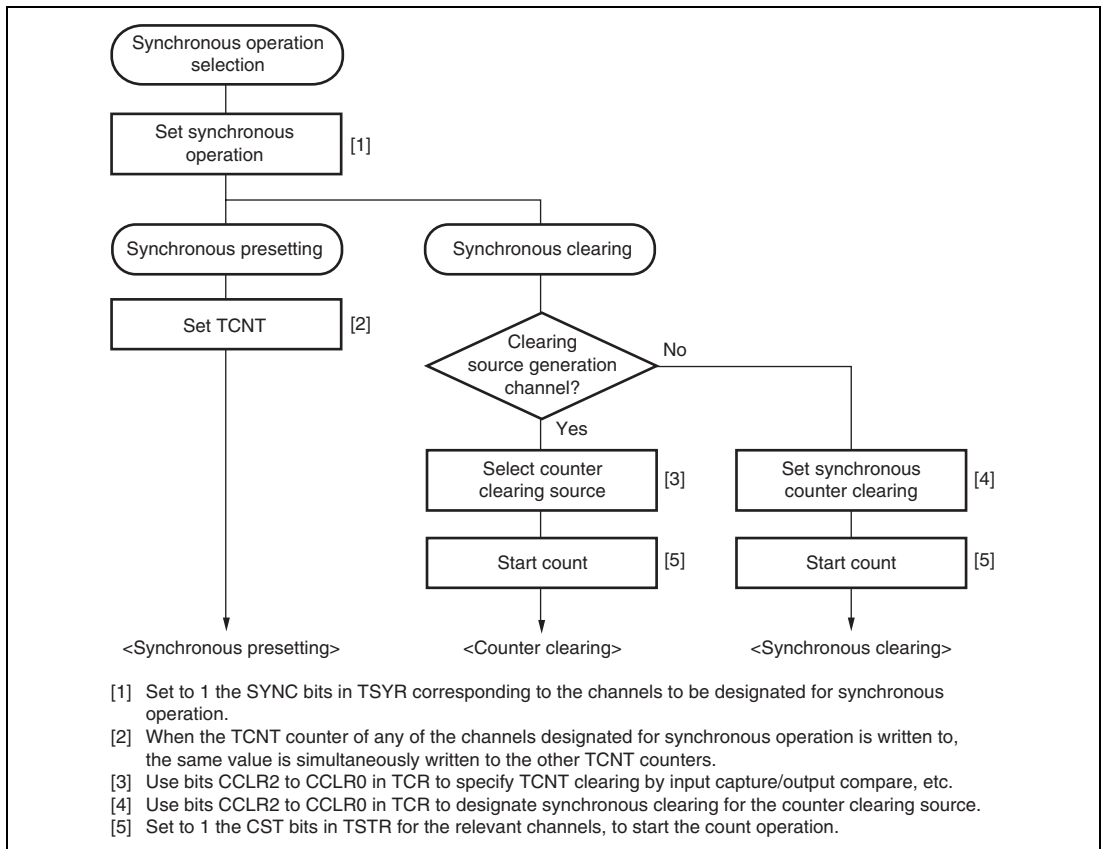 Synchronous operation
selection
Set synchronous
operation
[1]
Synchronous presetting
Synchronous clearing
Set TCNT
[2]
Clearing
source generation
channel?
No
Yes
Select counter
clearing source
[3]
Set synchronous
counter clearing
[4]
Start count
[5]
Start count
[5]
<Synchronous presetting>
<Counter clearing>
<Synchronous clearing>
[1] Set to 1 the SYNC bits in TSYR corresponding to the channels to be designated for synchronous
operation.
[2] When the TCNT counter of any of the channels designated for synchronous operation is written to,
the same value is simultaneously written to the other TCNT counters.
[3] Use bits CCLR2 to CCLR0 in TCR to specify TCNT clearing by input capture/output compare, etc.
[4] Use bits CCLR2 to CCLR0 in TCR to designate synchronous clearing for the counter clearing source.
[5] Set to 1 the CST bits in TSTR for the relevant channels, to start the count operation.